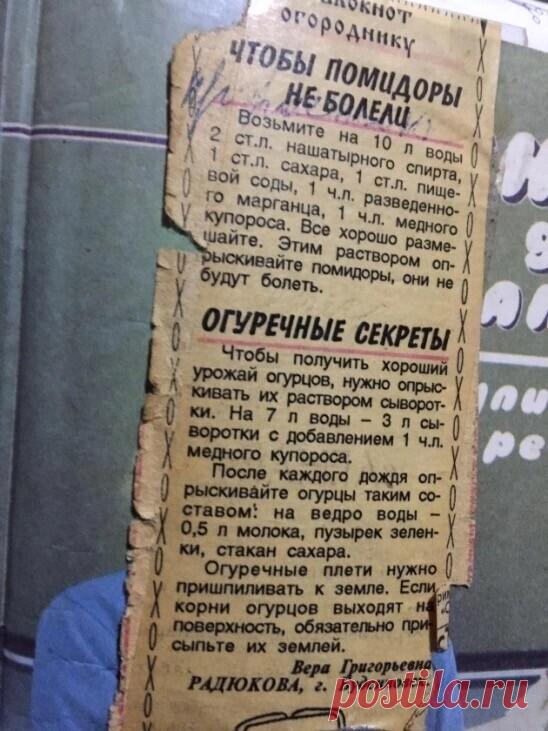 огороднику
ЧТОБЫ ПОМИДОРЫ
НЕ БОЛЕЛИ
Возьмите на 10 л воды
2 ст.л. нашатырного спирта,
1 ст.л. сахара, 1 ст.л. пище-
вой соды, 1 ч.л. разведенно-
го марганца, 1 ч.л. медного
купороса. Все хорошо разме-
шайте. Этим раствором оп-
рыскивайте помидоры, они не
будут болеть.
ОГУРЕЧНЫЕ СЕКРЕТЫ
Чтобы получить хороший
урожай огурцов, нужно опрыс-
кивать их раствором сыворот-
ки. На 7 л воды – 3 л сы-
воротки с добавлением 1 ч.л.
медного купороса.
После каждого дождя оп-
рыскивайте огурцы таким со-
ставом: на ведро воды –
0,5 л молока, пузырек зелен-
ки, стакан сахара.
Огуречные плети нужно
пришпиливать к земле. Если
корни огурцов выходят на
поверхность, обязательно при-
сыпьте их землей.
Вера Григорьевна
РАДЮКОВА, г.
postila.ru